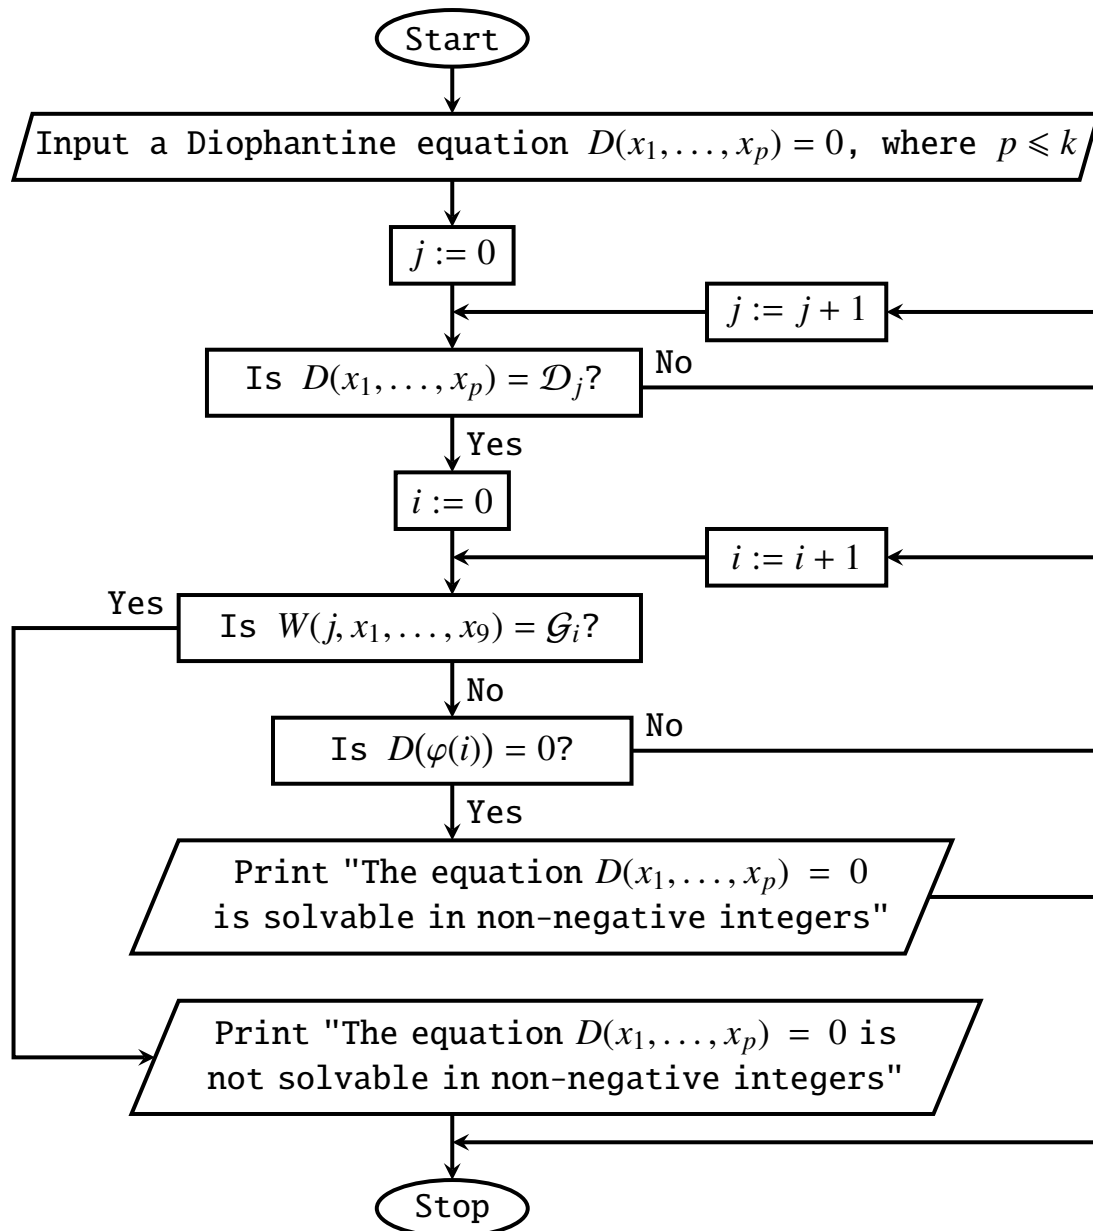 Start
Input a Diophantine equation D(x₁, . . . , xₚ) = 0, where p ⩽ k
j := 0
j := j + 1
Is D(x₁, . . . , xₚ) = 𝒟ⱼ?
No
Yes
i := 0
i := i + 1
Yes
Is W(j, x₁, . . . , x₉) = 𝒢ᵢ?
No
Is D(φ(i)) = 0?
No
Yes
Print "The equation D(x₁, . . . , xₚ) = 0
is solvable in non-negative integers"
Print "The equation D(x₁, . . . , xₚ) = 0 is
not solvable in non-negative integers"
Stop